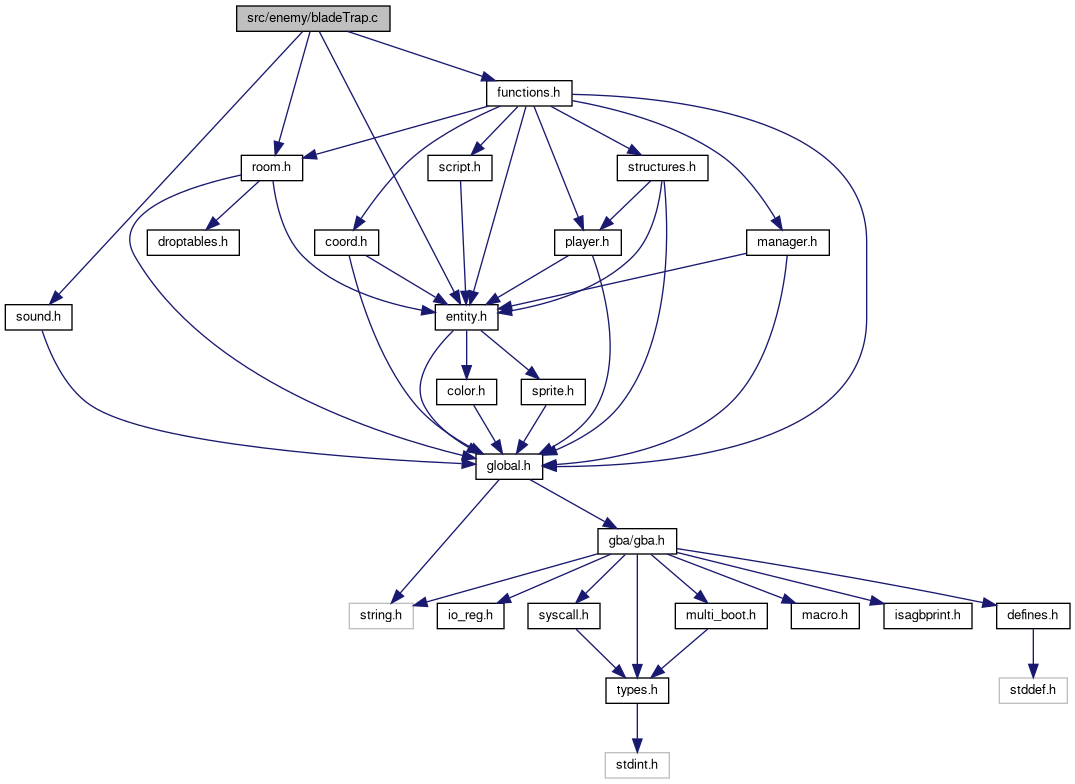 src/enemy/bladeTrap.c
functions.h
room.h
script.h
structures.h
droptables.h
coord.h
player.h
manager.h
sound.h
entity.h
color.h
sprite.h
global.h
gba/gba.h
string.h
io_reg.h
syscall.h
multi_boot.h
macro.h
isagbprint.h
defines.h
types.h
stddef.h
stdint.h